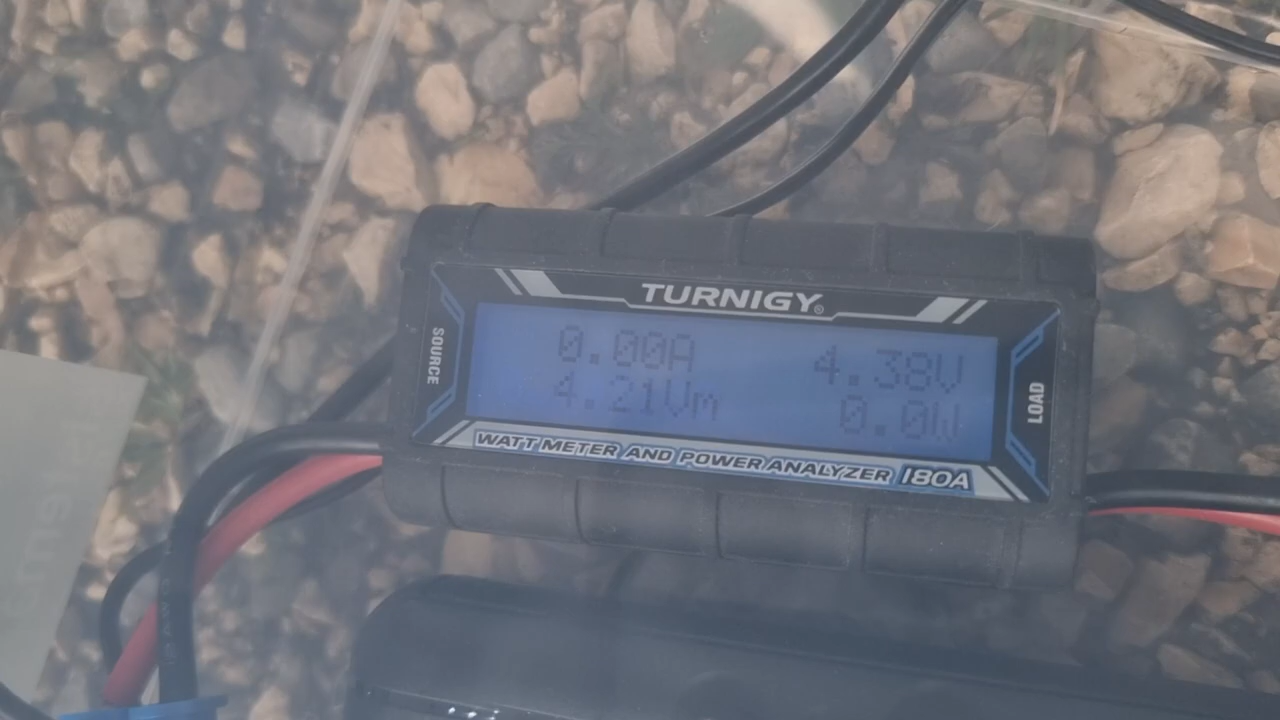 TURNIGY®
SOURCE
0.00A 4.38V
4.21Vm 0.0W
LOAD
WATT METER AND POWER ANALYZER 180A